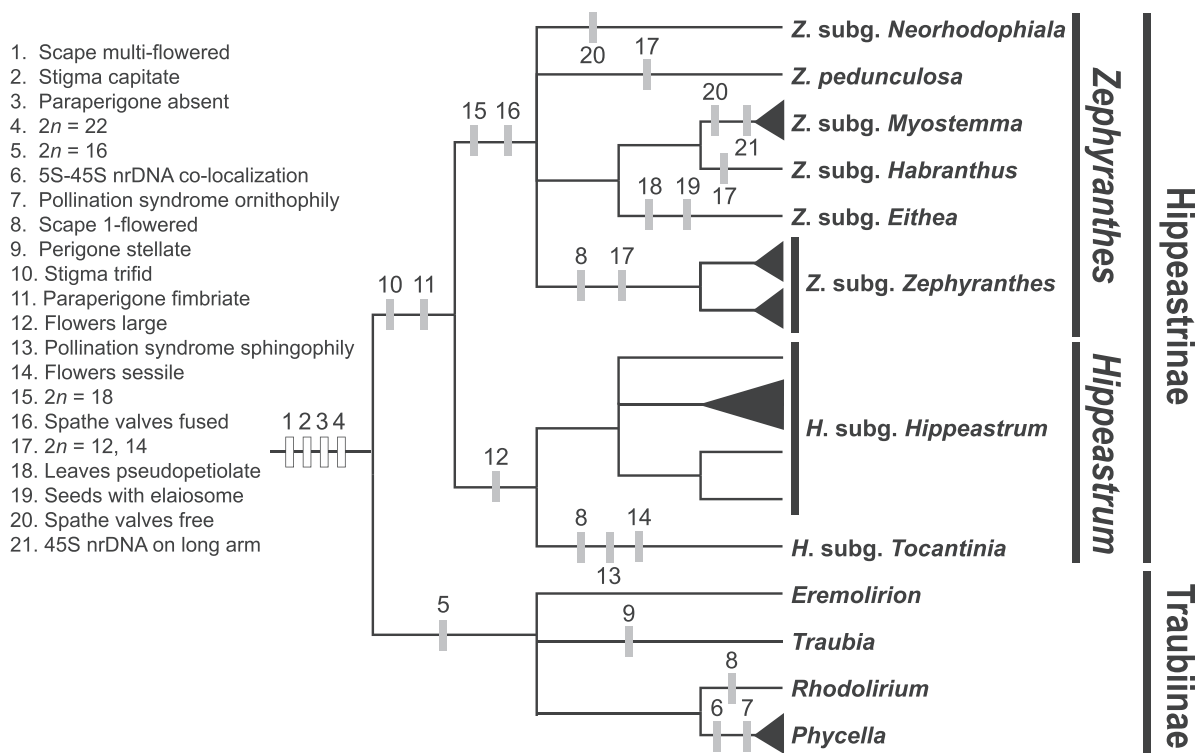 1. Scape multi-flowered
2. Stigma capitate
3. Paraperigone absent
4. 2n = 22
5. 2n = 16
6. 5S-45S nrDNA co-localization
7. Pollination syndrome ornithophily
8. Scape 1-flowered
9. Perigone stellate
10. Stigma trifid
11. Paraperigone fimbriate
12. Flowers large
13. Pollination syndrome sphingophily
14. Flowers sessile
15. 2n = 18
16. Spathe valves fused
17. 2n = 12, 14
18. Leaves pseudopetiolate
19. Seeds with elaiosome
20. Spathe valves free
21. 45S nrDNA on long arm
1 2 3 4
10 11
5
15 16
12
20
17
20
21
17
18 19
8 17
8
13
14
9
8
6 7
Z. subg. Neorhodophiala
Z. pedunculosa
Z. subg. Myostemma
Z. subg. Habranthus
Z. subg. Eithea
Z. subg. Zephyranthes
H. subg. Hippeastrum
H. subg. Tocantinia
Eremolirion
Traubia
Rhodolirium
Phycella
Zephyranthes
Hippeastrum
Hippeastrinae
Traubiinae